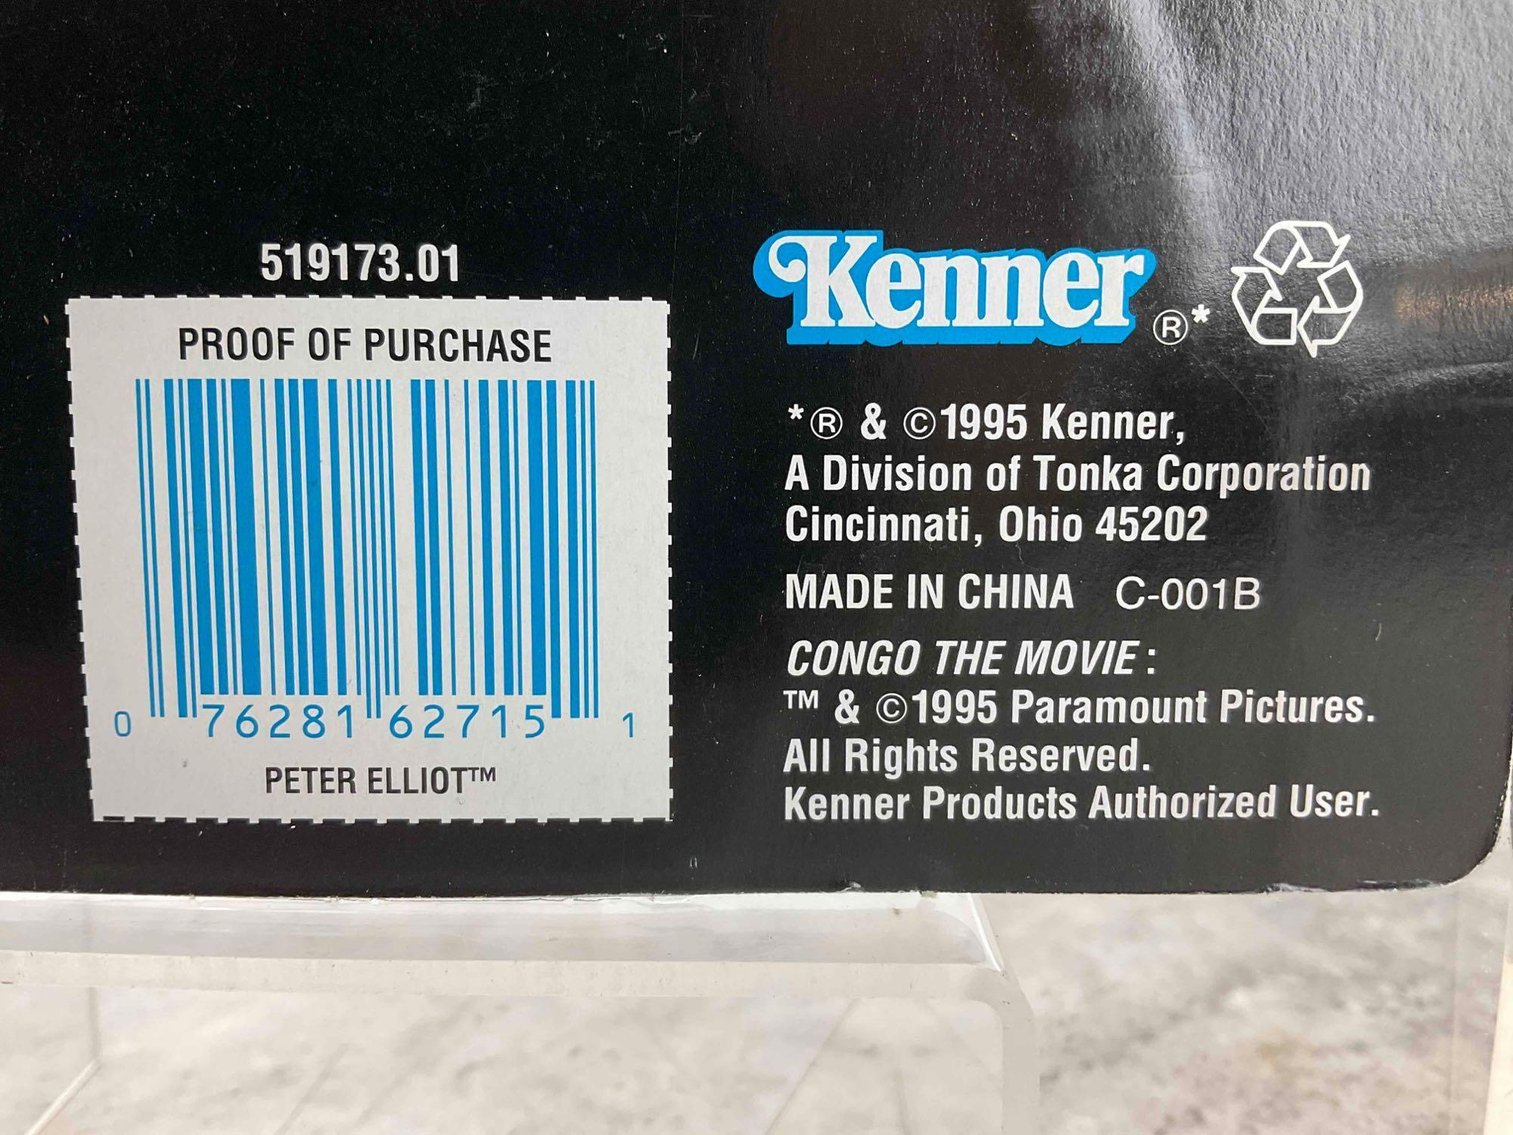 519173.01
PROOF OF PURCHASE
0 76281 62715 1
PETER ELLIOT™
Kenner ®*
*® & ©1995 Kenner,
A Division of Tonka Corporation
Cincinnati, Ohio 45202
MADE IN CHINA C-001B
CONGO THE MOVIE:
™ & ©1995 Paramount Pictures.
All Rights Reserved.
Kenner Products Authorized User.